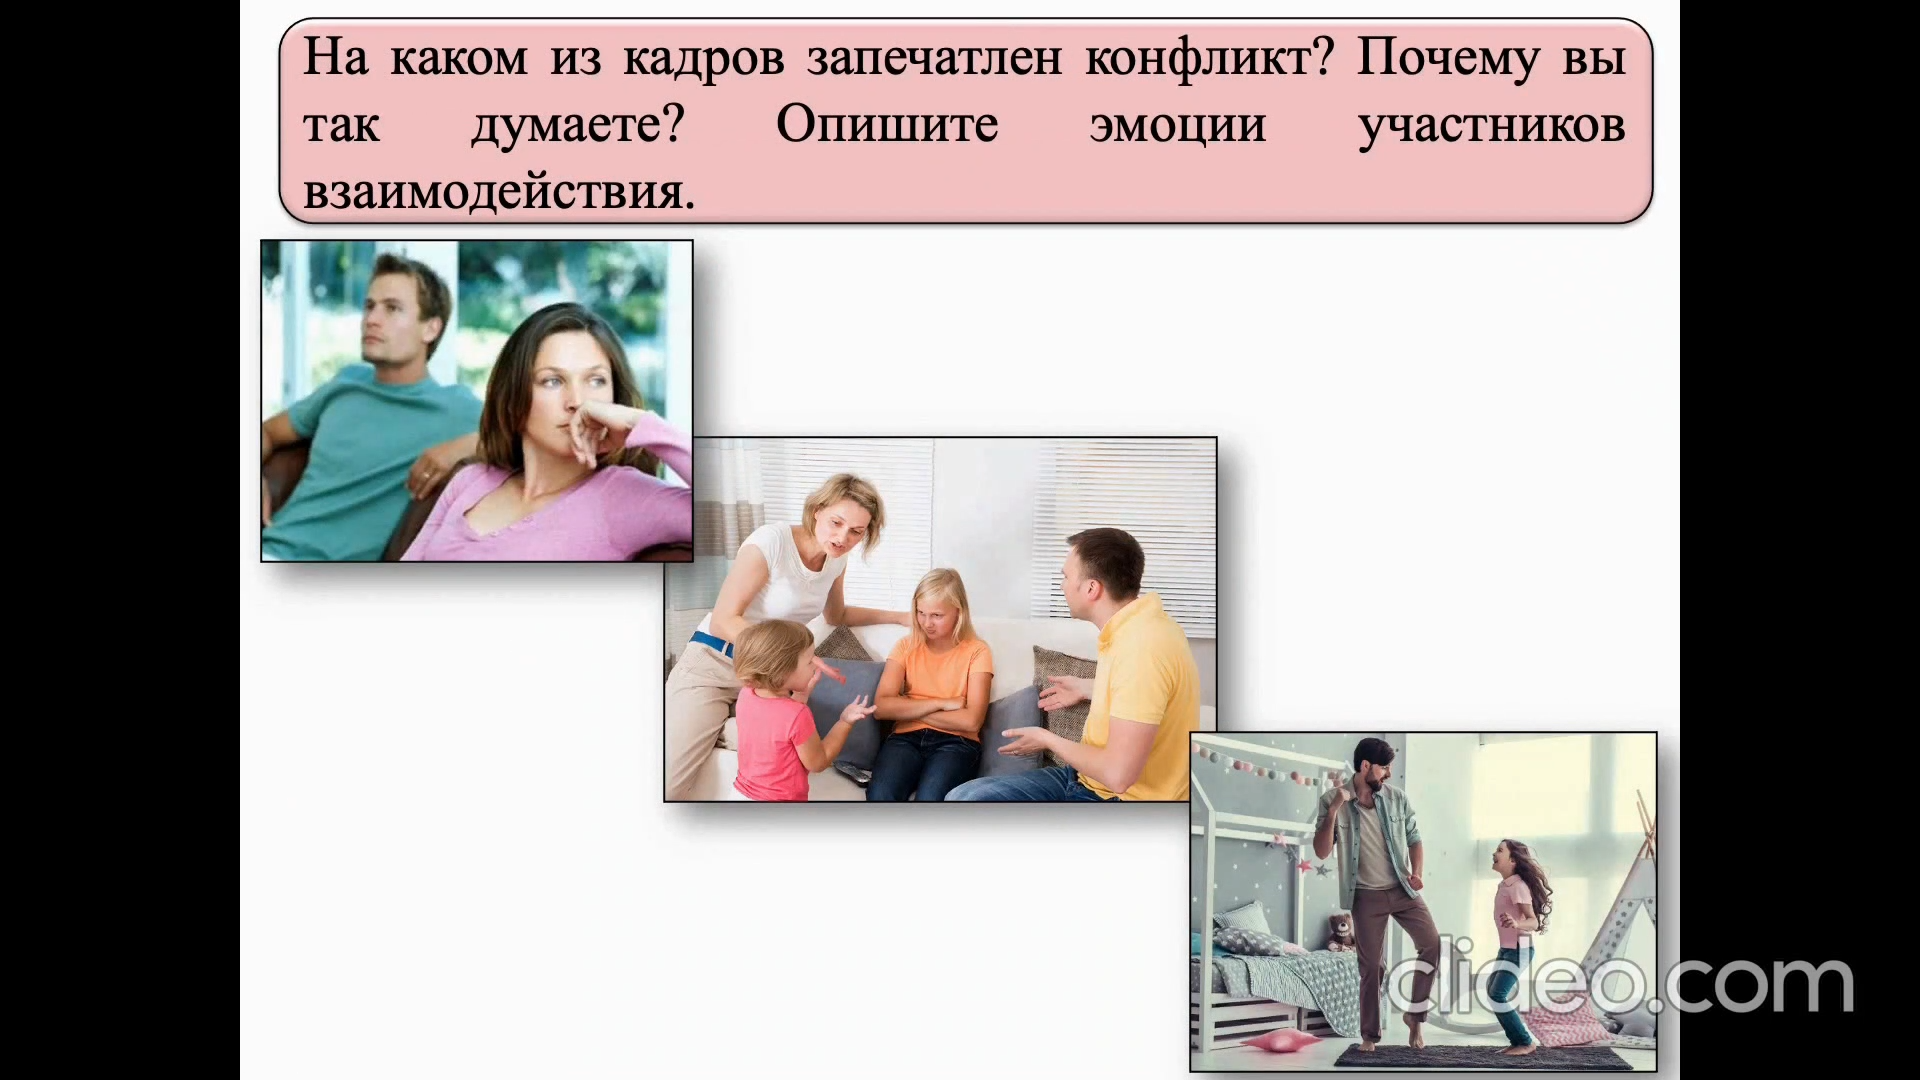 На каком из кадров запечатлен конфликт? Почему вы
так думаете? Опишите эмоции участников
взаимодействия.
clideo.com